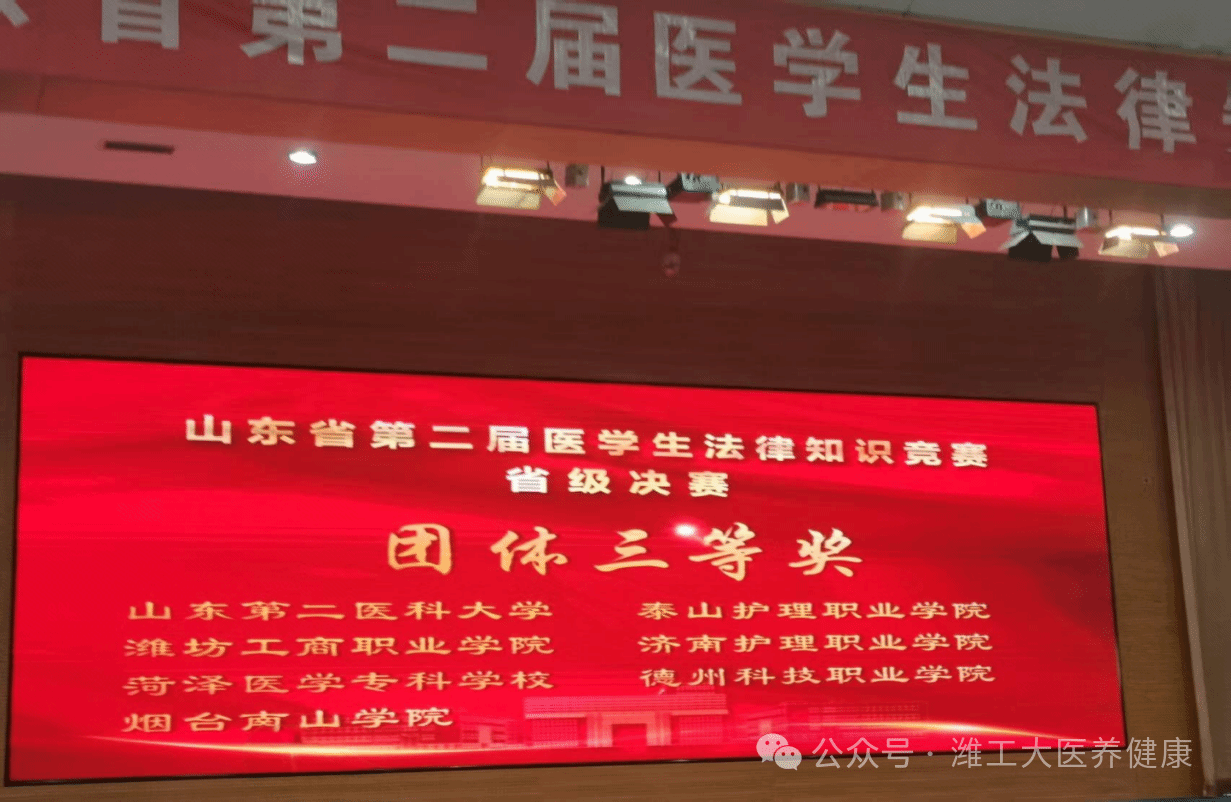 省第二届医学生法律
山东省第二届医学生法律知识竞赛
省级决赛
团体三等奖
山东第二医科大学 泰山护理职业学院
潍坊工商职业学院 济南护理职业学院
菏泽医学专科学校 德州科技职业学院
烟台南山学院
公众号·潍工大医养健康